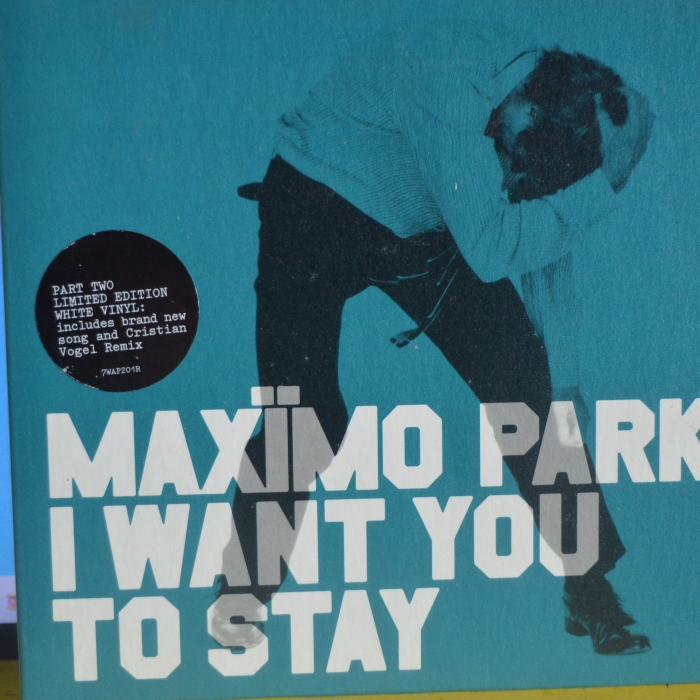 PART TWO
LIMITED EDITION
WHITE VINYL:
includes brand new
song and Cristian
Vogel Remix
7WAP201R
MAXÏMO PARK
I WANT YOU
TO STAY